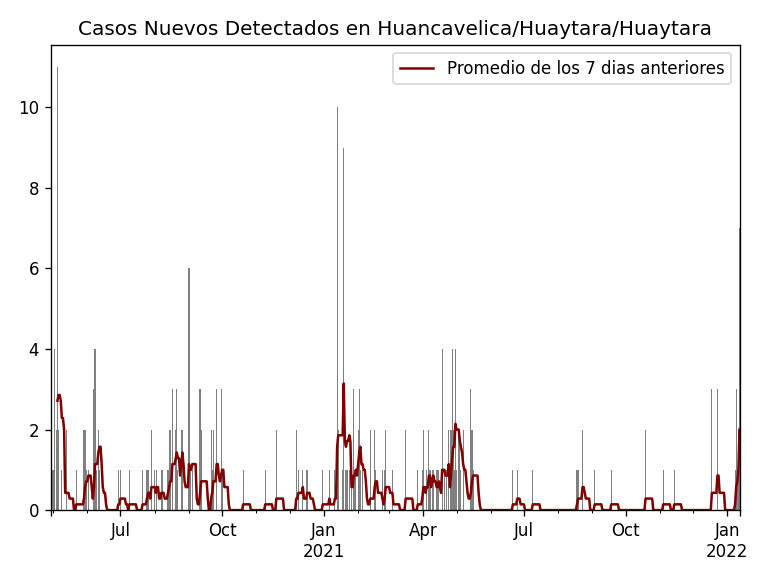 Casos Nuevos Detectados en Huancavelica/Huaytara/Huaytara
Promedio de los 7 dias anteriores
10
8
6
4
2
0
Jul
Oct
Jan
2021
Apr
Jul
Oct
Jan
2022